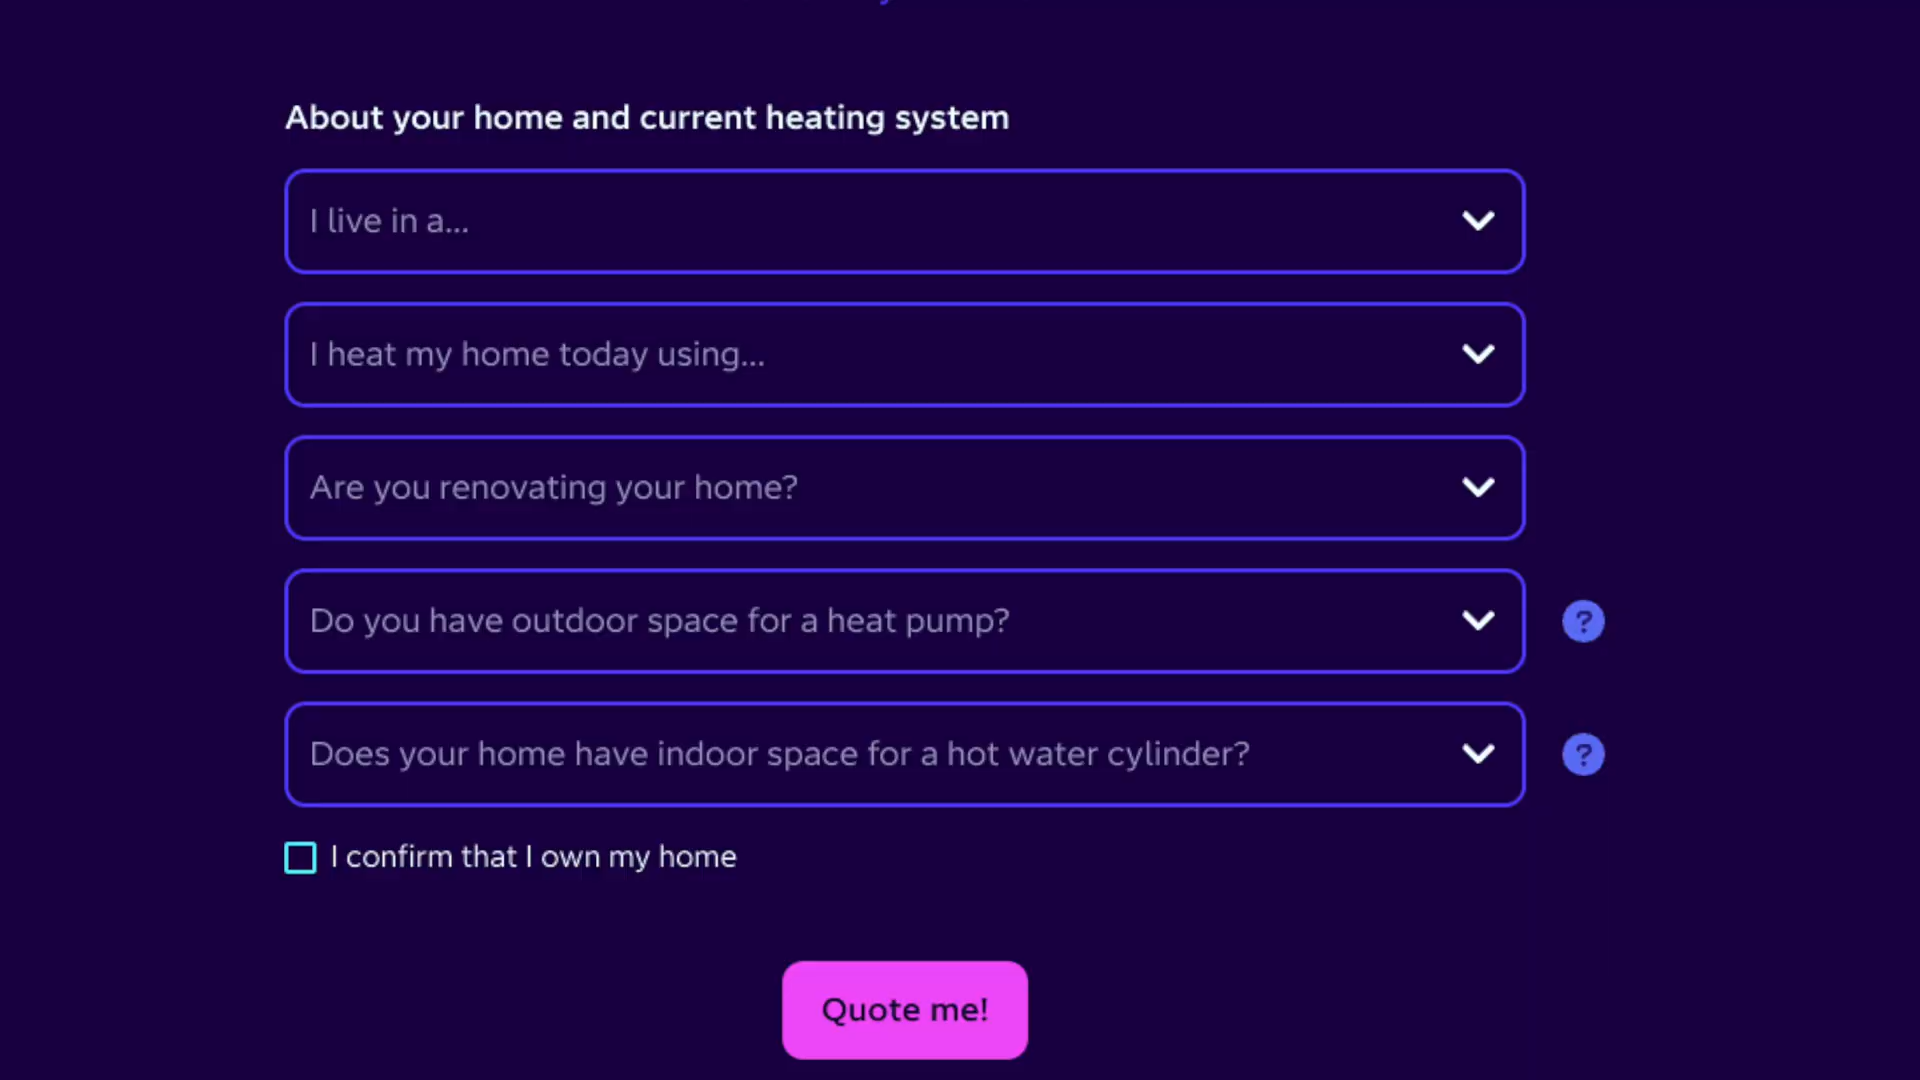 About your home and current heating system
I live in a...
I heat my home today using...
Are you renovating your home?
Do you have outdoor space for a heat pump?
?
Does your home have indoor space for a hot water cylinder?
?
I confirm that I own my home
Quote me!